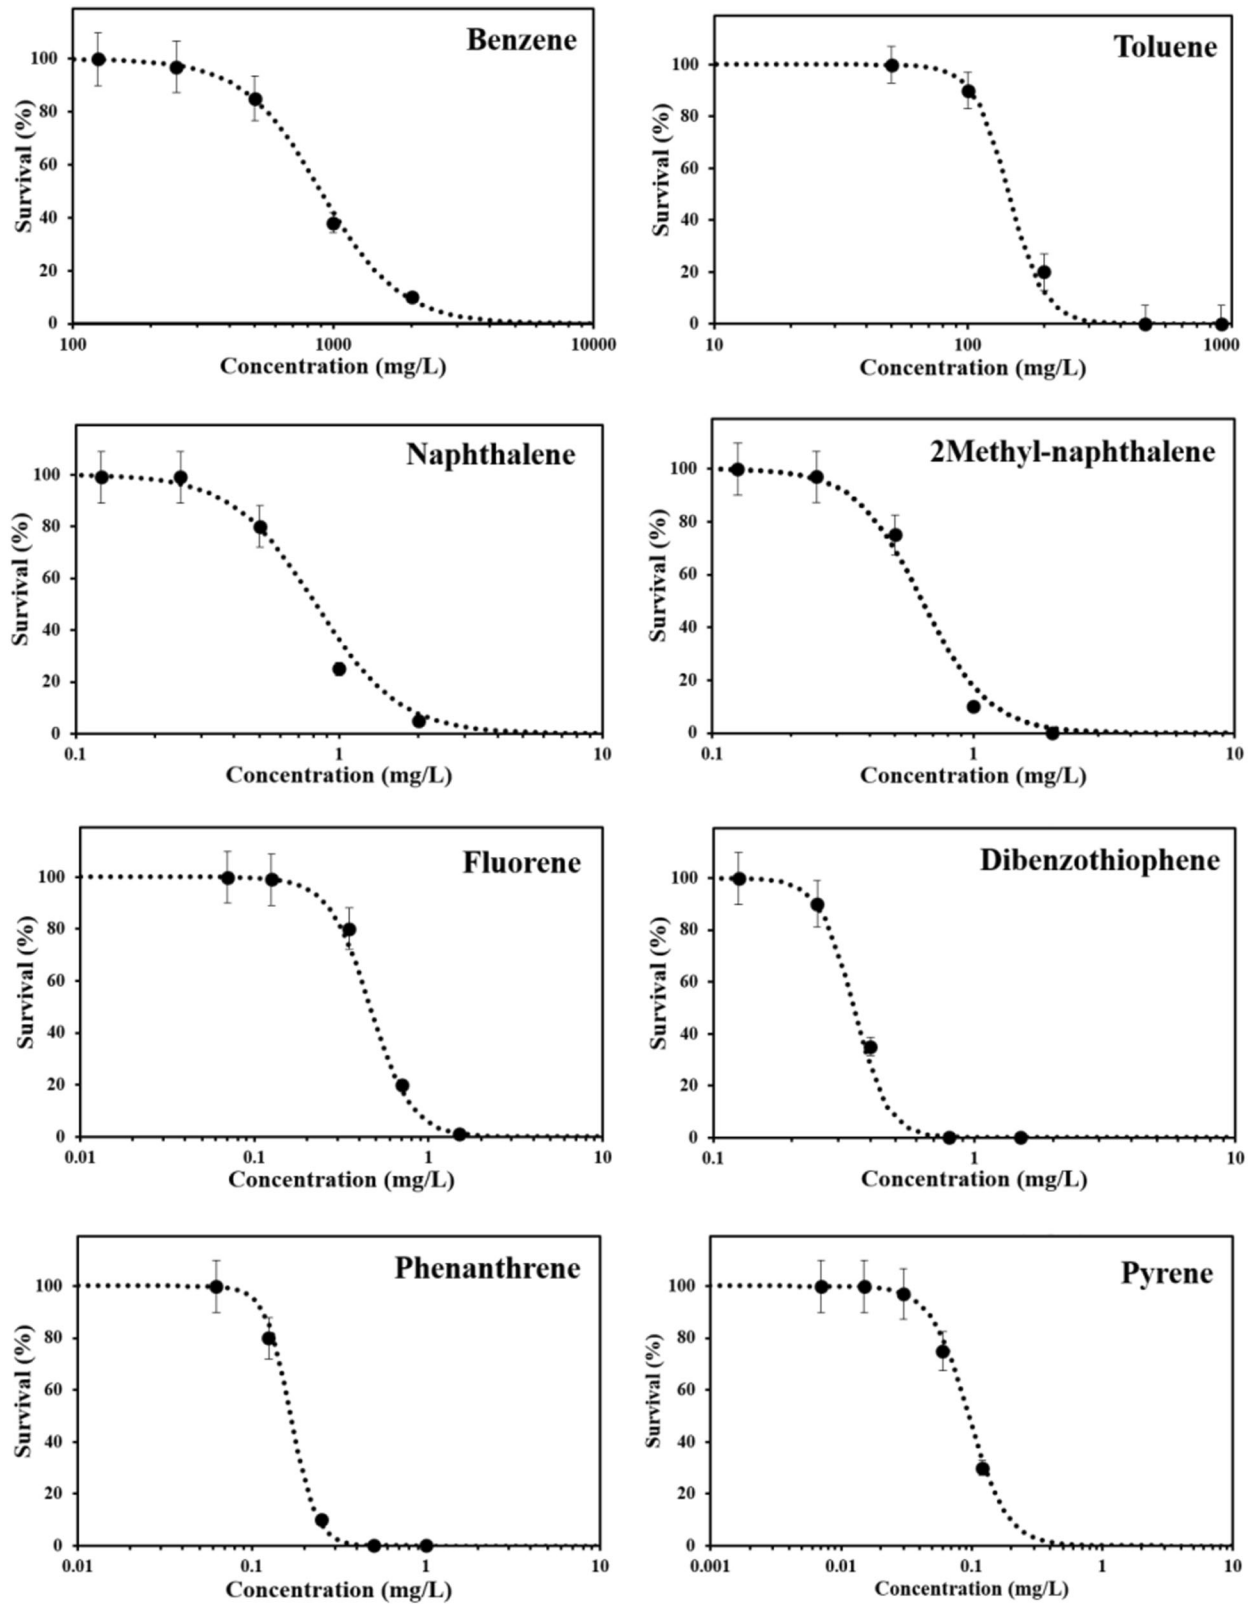 Benzene
Survival (%)
100
80
60
40
20
0
100 1000 10000
Concentration (mg/L)
Toluene
Survival (%)
100
80
60
40
20
0
10 100 1000
Concentration (mg/L)
Naphthalene
Survival (%)
100
80
60
40
20
0
0.1 1 10
Concentration (mg/L)
2Methyl-naphthalene
Survival (%)
100
80
60
40
20
0
0.1 1 10
Concentration (mg/L)
Fluorene
Survival (%)
100
80
60
40
20
0
0.01 0.1 1 10
Concentration (mg/L)
Dibenzothiophene
Survival (%)
100
80
60
40
20
0
0.1 1 10
Concentration (mg/L)
Phenanthrene
Survival (%)
100
80
60
40
20
0
0.01 0.1 1 10
Concentration (mg/L)
Pyrene
Survival (%)
100
80
60
40
20
0
0.001 0.01 0.1 1 10
Concentration (mg/L)